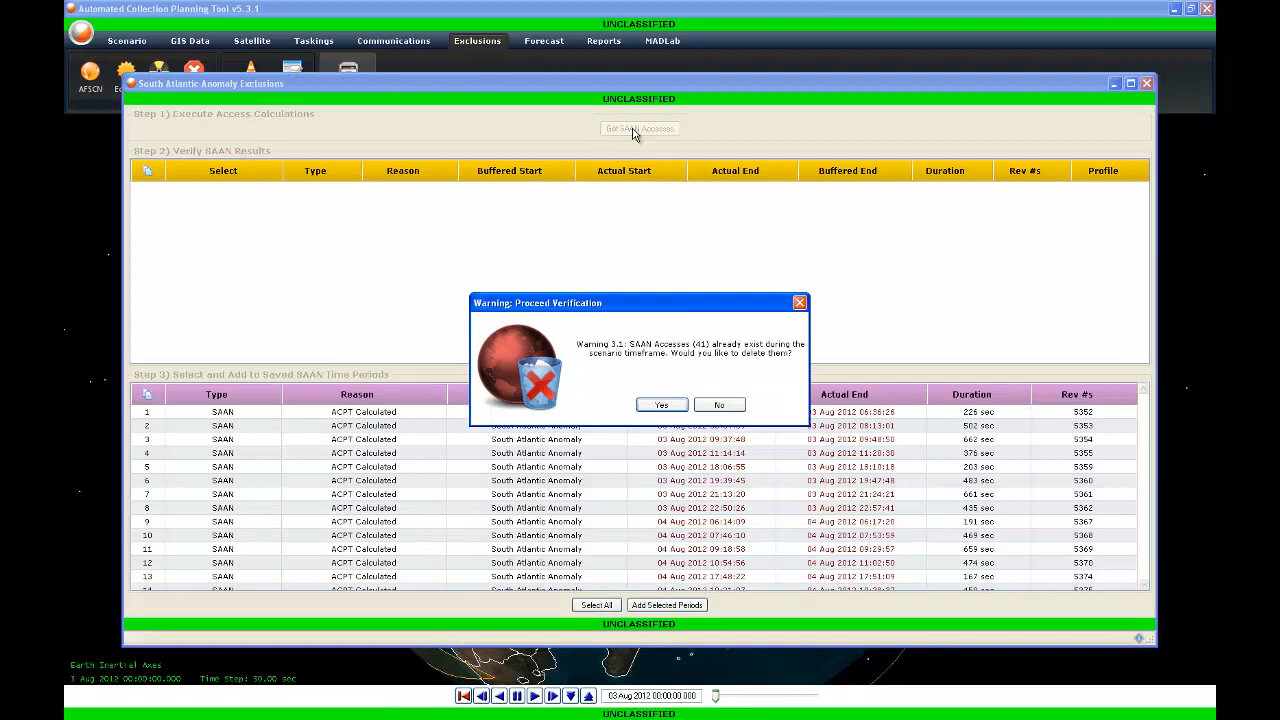 Automated Collection Planning Tool v5.3.1
UNCLASSIFIED
Scenario GIS Data Satellite Taskings Communications Exclusions Forecast Reports MADLab
AFSCN
South Atlantic Anomaly Exclusions
UNCLASSIFIED
Step 1) Execute Access Calculations
Get SAAN Accesses
Step 2) Verify SAAN Results
Select Type Reason Buffered Start Actual Start Actual End Buffered End Duration Rev #s Profile
Warning: Proceed Verification
Warning 3.1: SAAN Accesses (41) already exist during the
scenario timeframe. Would you like to delete them?
Yes No
Step 3) Select and Add to Saved SAAN Time Periods
Type Reason Actual End Duration Rev #s
1 SAAN ACPT Calculated 03 Aug 2012 06:36:26 226 sec 5352
2 SAAN ACPT Calculated South Atlantic Anomaly 03 Aug 2012 08:13:01 502 sec 5353
3 SAAN ACPT Calculated South Atlantic Anomaly 03 Aug 2012 09:37:48 03 Aug 2012 09:48:50 662 sec 5354
4 SAAN ACPT Calculated South Atlantic Anomaly 03 Aug 2012 11:14:14 03 Aug 2012 11:20:30 376 sec 5355
5 SAAN ACPT Calculated South Atlantic Anomaly 03 Aug 2012 18:06:55 03 Aug 2012 18:10:18 203 sec 5359
6 SAAN ACPT Calculated South Atlantic Anomaly 03 Aug 2012 19:39:45 03 Aug 2012 19:47:48 483 sec 5360
7 SAAN ACPT Calculated South Atlantic Anomaly 03 Aug 2012 21:13:20 03 Aug 2012 21:24:21 661 sec 5361
8 SAAN ACPT Calculated South Atlantic Anomaly 03 Aug 2012 22:50:26 03 Aug 2012 22:57:41 435 sec 5362
9 SAAN ACPT Calculated South Atlantic Anomaly 04 Aug 2012 06:14:09 04 Aug 2012 06:17:20 191 sec 5367
10 SAAN ACPT Calculated South Atlantic Anomaly 04 Aug 2012 07:46:10 04 Aug 2012 07:53:59 469 sec 5368
11 SAAN ACPT Calculated South Atlantic Anomaly 04 Aug 2012 09:18:58 04 Aug 2012 09:29:57 659 sec 5369
12 SAAN ACPT Calculated South Atlantic Anomaly 04 Aug 2012 10:54:56 04 Aug 2012 11:02:50 474 sec 5370
13 SAAN ACPT Calculated South Atlantic Anomaly 04 Aug 2012 17:48:22 04 Aug 2012 17:51:09 167 sec 5374
Select All Add Selected Periods
UNCLASSIFIED
Earth Inertial Axes
3 Aug 2012 00:00:00.000 Time Step: 30.00 sec
03 Aug 2012 00:00:00.000
UNCLASSIFIED